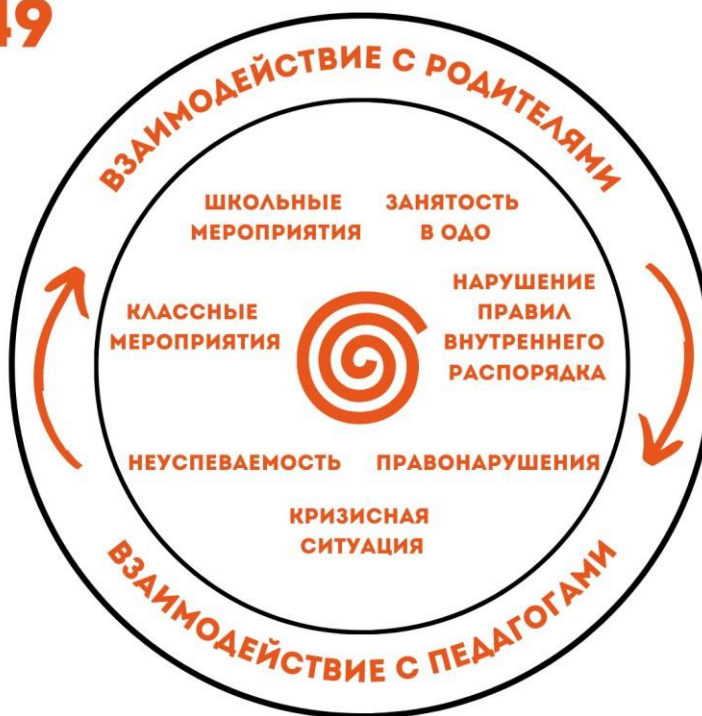 49
ВЗАИМОДЕЙСТВИЕ С РОДИТЕЛЯМИ
ШКОЛЬНЫЕ
МЕРОПРИЯТИЯ
ЗАНЯТОСТЬ
В ОДО
КЛАССНЫЕ
МЕРОПРИЯТИЯ
НАРУШЕНИЕ
ПРАВИЛ
ВНУТРЕННЕГО
РАСПОРЯДКА
НЕУСПЕВАЕМОСТЬ
ПРАВОНАРУШЕНИЯ
КРИЗИСНАЯ
СИТУАЦИЯ
ВЗАИМОДЕЙСТВИЕ С ПЕДАГОГАМИ